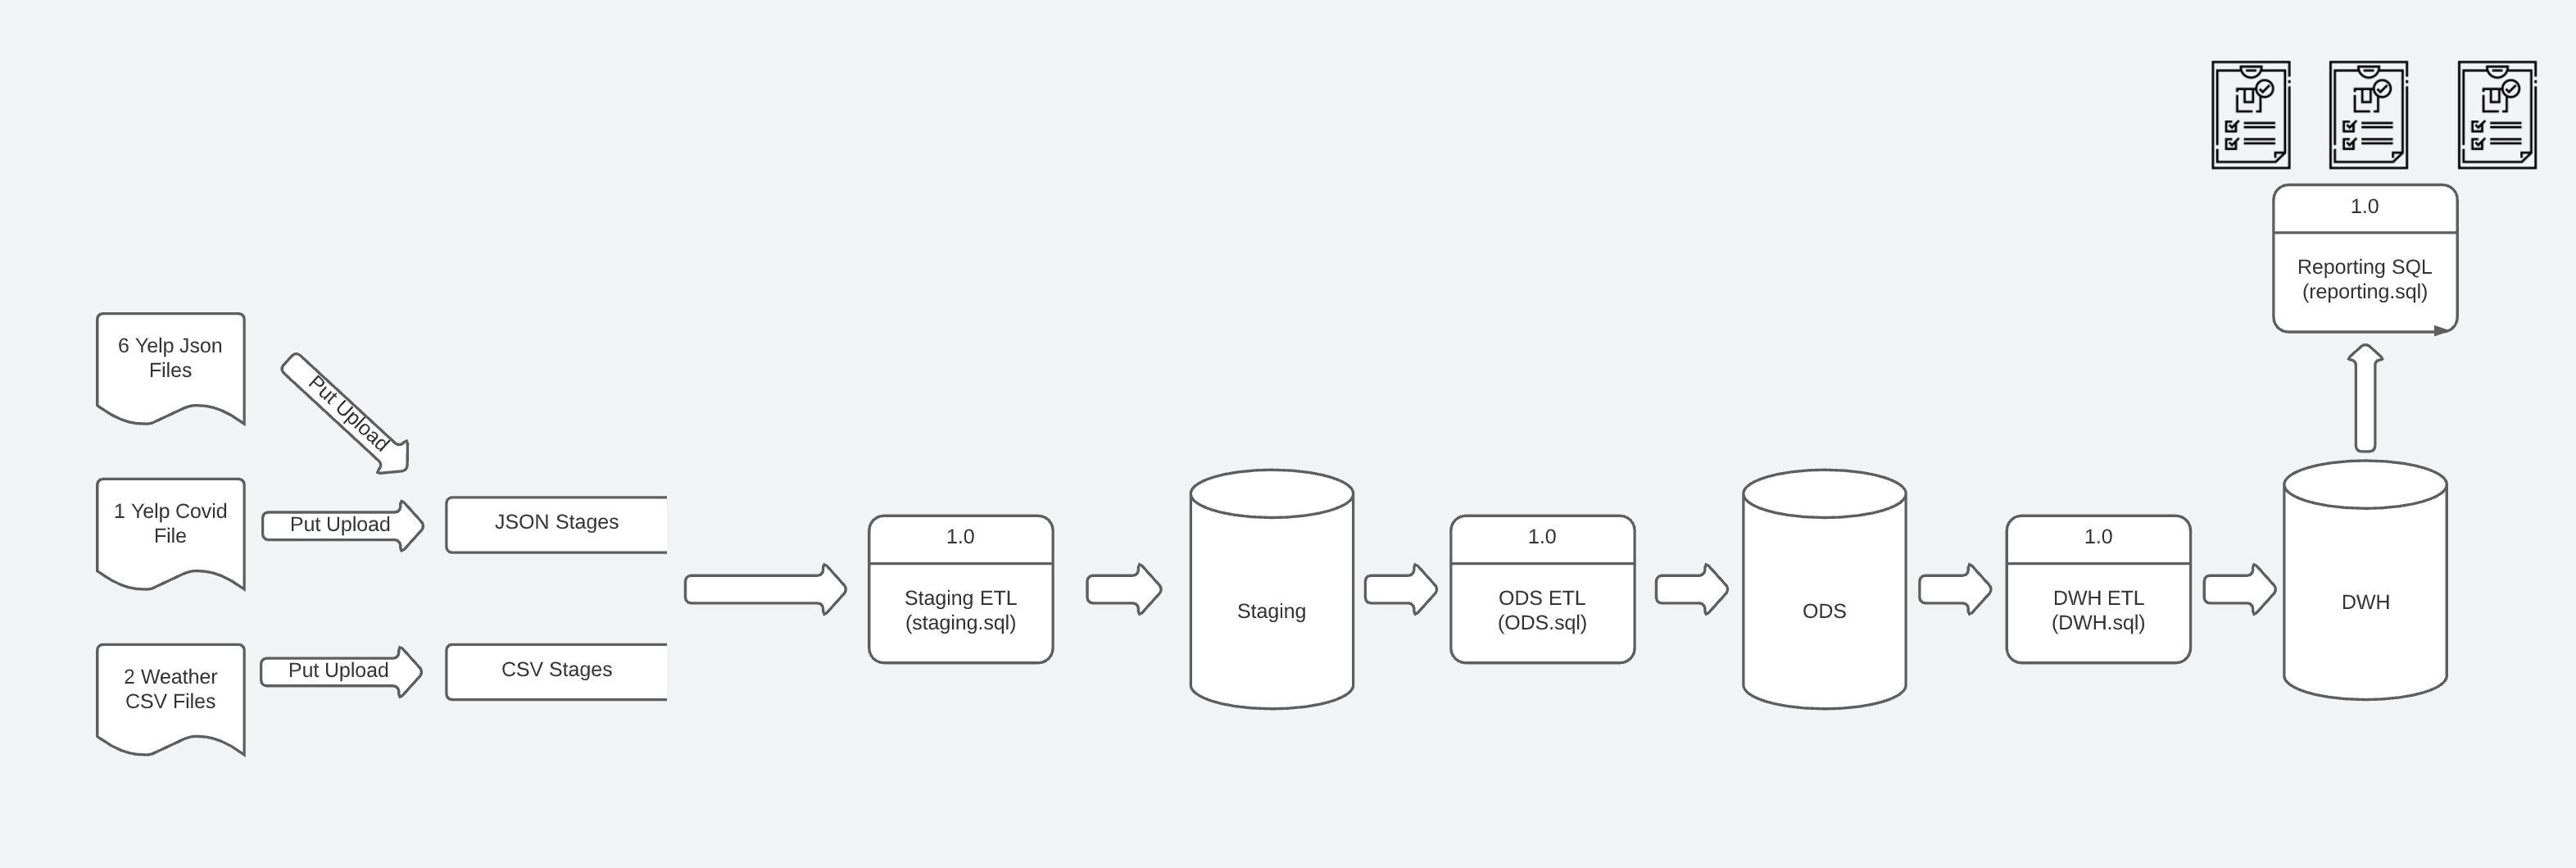 1.0
Reporting SQL
(reporting.sql)
6 Yelp Json
Files
Put Upload
1 Yelp Covid
File
Put Upload
JSON Stages
2 Weather
CSV Files
Put Upload
CSV Stages
1.0
Staging ETL
(staging.sql)
Staging
1.0
ODS ETL
(ODS.sql)
ODS
1.0
DWH ETL
(DWH.sql)
DWH